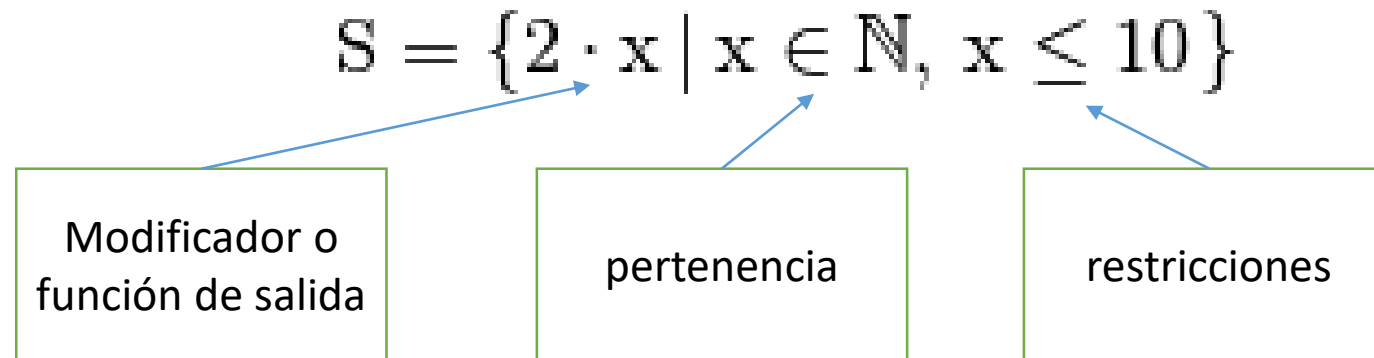 S = {2 · x | x ∈ ℕ, x ≤ 10}
Modificador o
función de salida
pertenencia
restricciones